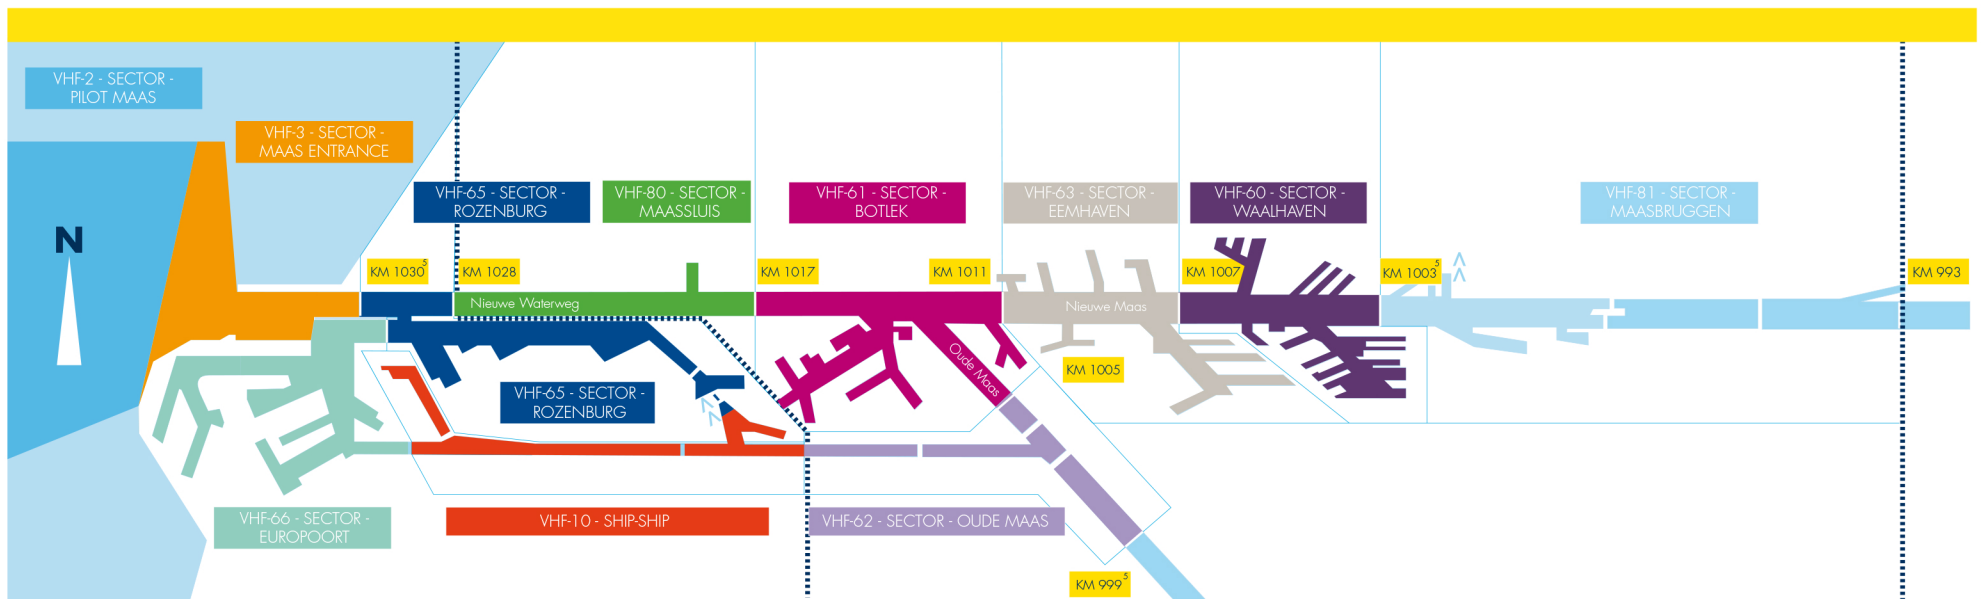 VHF-2 - SECTOR -
PILOT MAAS
VHF-3 - SECTOR -
MAAS ENTRANCE
N
VHF-65 - SECTOR -
ROZENBURG
VHF-80 - SECTOR -
MAASSLUIS
VHF-61 - SECTOR -
BOTLEK
VHF-63 - SECTOR -
EEMHAVEN
VHF-60 - SECTOR -
WAALHAVEN
VHF-81 - SECTOR -
MAASBRUGGEN
KM 1030⁵
KM 1028
KM 1017
KM 1011
KM 1007
KM 1003⁵
KM 993
Nieuwe Waterweg
Nieuwe Maas
Oude Maas
KM 1005
VHF-65 - SECTOR -
ROZENBURG
VHF-66 - SECTOR -
EUROPOORT
VHF-10 - SHIP-SHIP
VHF-62 - SECTOR - OUDE MAAS
KM 999⁵